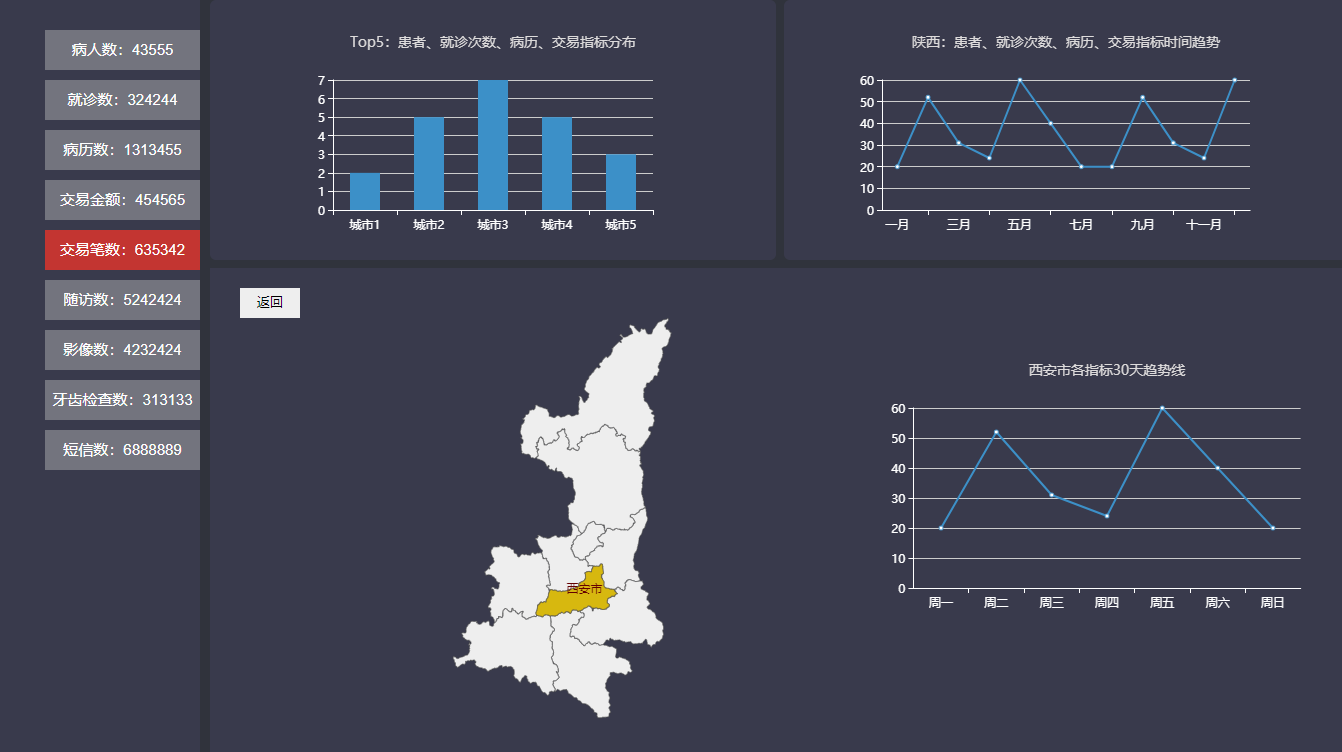 病人数：43555
就诊数：324244
病历数：1313455
交易金额：454565
交易笔数：635342
随访数：5242424
影像数：4232424
牙齿检查数：313133
短信数：6888889
Top5：患者、就诊次数、病历、交易指标分布
7
6
5
4
3
2
1
0
城市1 城市2 城市3 城市4 城市5
陕西：患者、就诊次数、病历、交易指标时间趋势
60
50
40
30
20
10
0
一月 三月 五月 七月 九月 十一月
返回
西安市
西安市各指标30天趋势线
60
50
40
30
20
10
0
周一 周二 周三 周四 周五 周六 周日